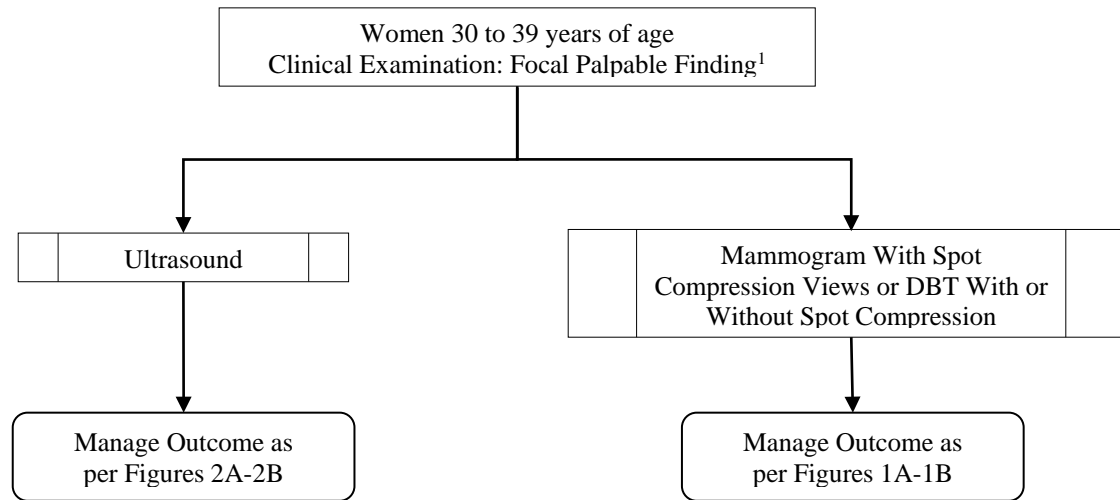 Women 30 to 39 years of age
Clinical Examination: Focal Palpable Finding1
Ultrasound
Mammogram With Spot
Compression Views or DBT With or
Without Spot Compression
Manage Outcome as
per Figures 2A-2B
Manage Outcome as
per Figures 1A-1B